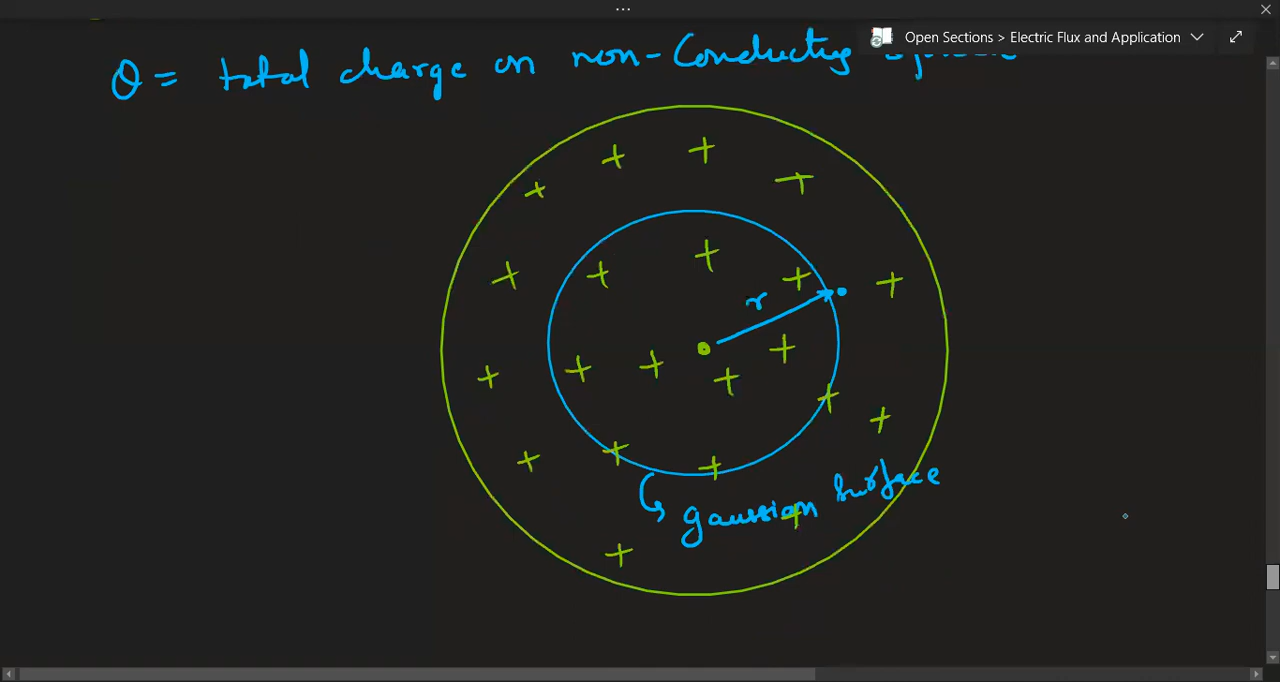 ...
Open Sections > Electric Flux and Application
Q = total charge on non-Conducting
r
gaussian surface